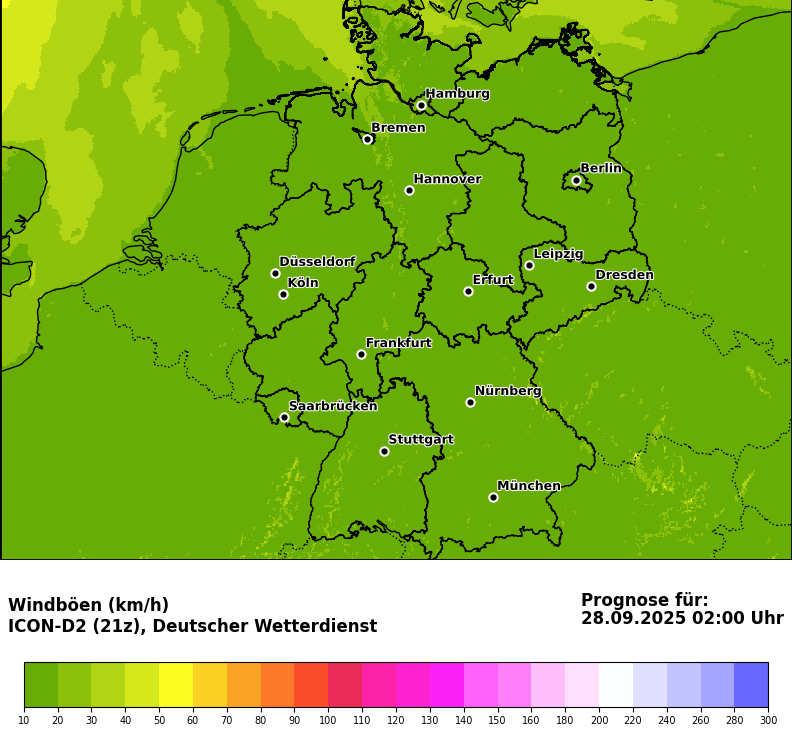 Hamburg
Bremen
Berlin
Hannover
Leipzig
Düsseldorf
Dresden
Erfurt
Köln
Frankfurt
Nürnberg
Saarbrücken
Stuttgart
München
Windböen (km/h)
ICON-D2 (21z), Deutscher Wetterdienst
Prognose für:
28.09.2025 02:00 Uhr
10 20 30 40 50 60 70 80 90 100 110 120 130 140 150 160 180 200 220 240 260 280 300